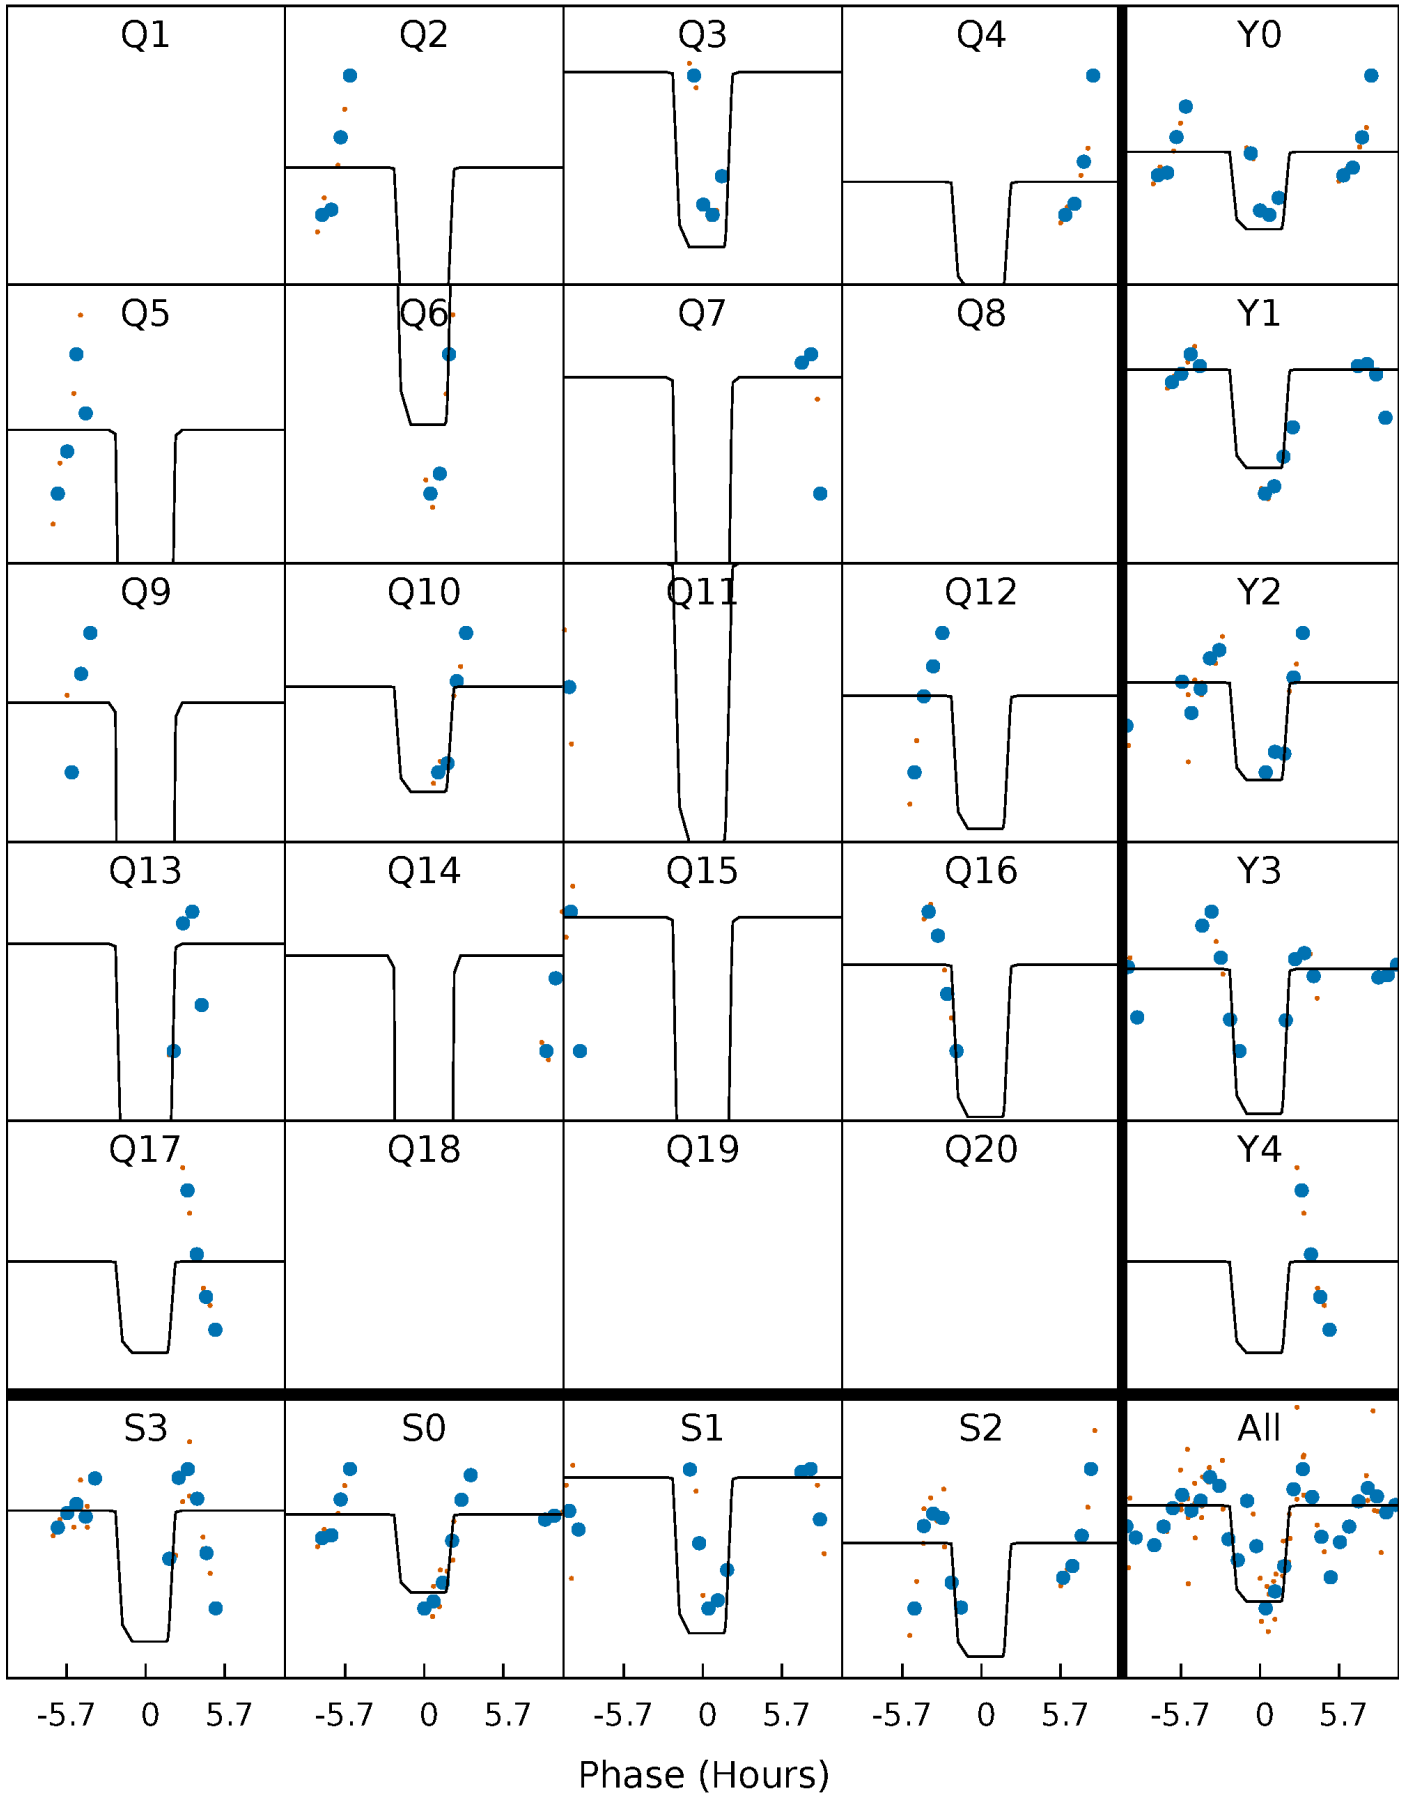 Q1 Q2 Q3 Q4 Y0
Q5 Q6 Q7 Q8 Y1
Q9 Q10 Q11 Q12 Y2
Q13 Q14 Q15 Q16 Y3
Q17 Q18 Q19 Q20 Y4
S3 S0 S1 S2 All
-5.7 0 5.7 -5.7 0 5.7 -5.7 0 5.7 -5.7 0 5.7 -5.7 0 5.7
Phase (Hours)